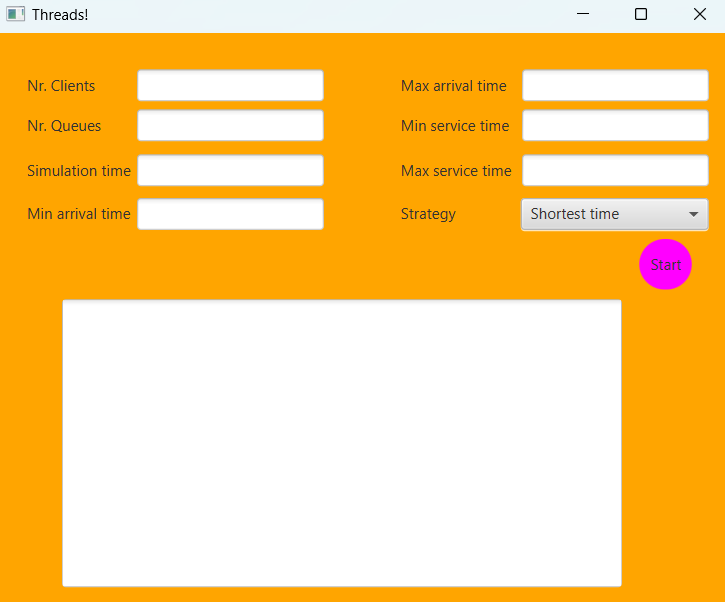 Threads!
Nr. Clients
Max arrival time
Nr. Queues
Min service time
Simulation time
Max service time
Min arrival time
Strategy
Shortest time
Start